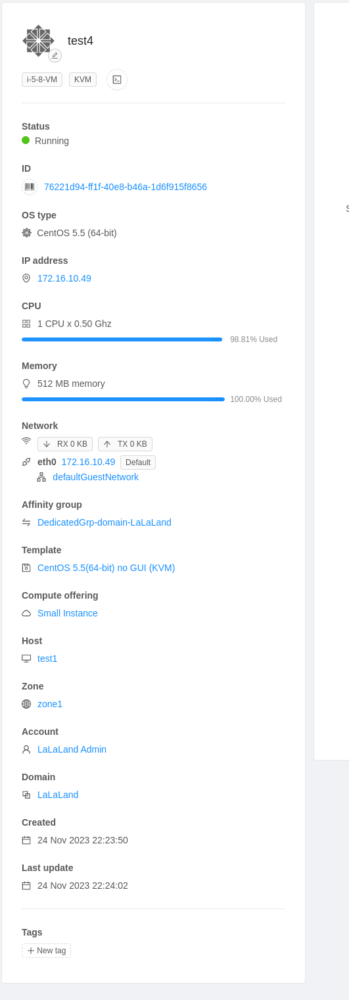 test4
i-5-8-VM KVM
Status
Running
ID
76221d94-ff1f-40e8-b46a-1d6f915f8656
OS type
CentOS 5.5 (64-bit)
IP address
172.16.10.49
CPU
1 CPU x 0.50 Ghz
98.81% Used
Memory
512 MB memory
100.00% Used
Network
RX 0 KB TX 0 KB
eth0 172.16.10.49 Default
defaultGuestNetwork
Affinity group
DedicatedGrp-domain-LaLaLand
Template
CentOS 5.5(64-bit) no GUI (KVM)
Compute offering
Small Instance
Host
test1
Zone
zone1
Account
LaLaLand Admin
Domain
LaLaLand
Created
24 Nov 2023 22:23:50
Last update
24 Nov 2023 22:24:02
Tags
New tag